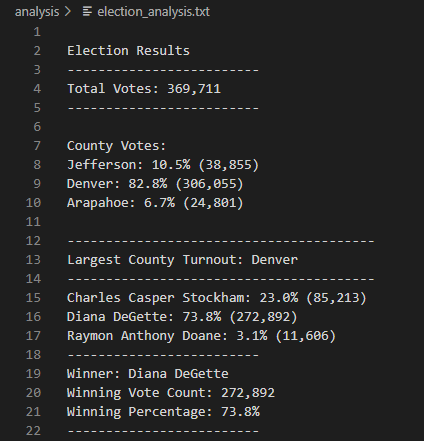 analysis > election_analysis.txt
1
2 Election Results
3 -------------------------
4 Total Votes: 369,711
5 -------------------------
6
7 County Votes:
8 Jefferson: 10.5% (38,855)
9 Denver: 82.8% (306,055)
10 Arapahoe: 6.7% (24,801)
11
12 ----------------------------------------
13 Largest County Turnout: Denver
14 ----------------------------------------
15 Charles Casper Stockham: 23.0% (85,213)
16 Diana DeGette: 73.8% (272,892)
17 Raymon Anthony Doane: 3.1% (11,606)
18 -------------------------
19 Winner: Diana DeGette
20 Winning Vote Count: 272,892
21 Winning Percentage: 73.8%
22 -------------------------